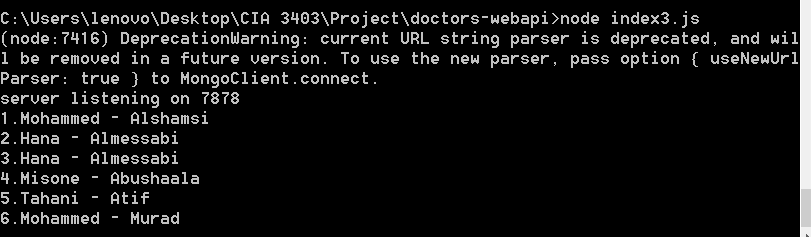 C:\Users\lenovo\Desktop\CIA 3403\Project\doctors-webapi>node index3.js
(node:7416) DeprecationWarning: current URL string parser is deprecated, and wil
l be removed in a future version. To use the new parser, pass option { useNewUrl
Parser: true } to MongoClient.connect.
server listening on 7878
1.Mohammed - Alshamsi
2.Hana - Almessabi
3.Hana - Almessabi
4.Misone - Abushaala
5.Tahani - Atif
6.Mohammed - Murad